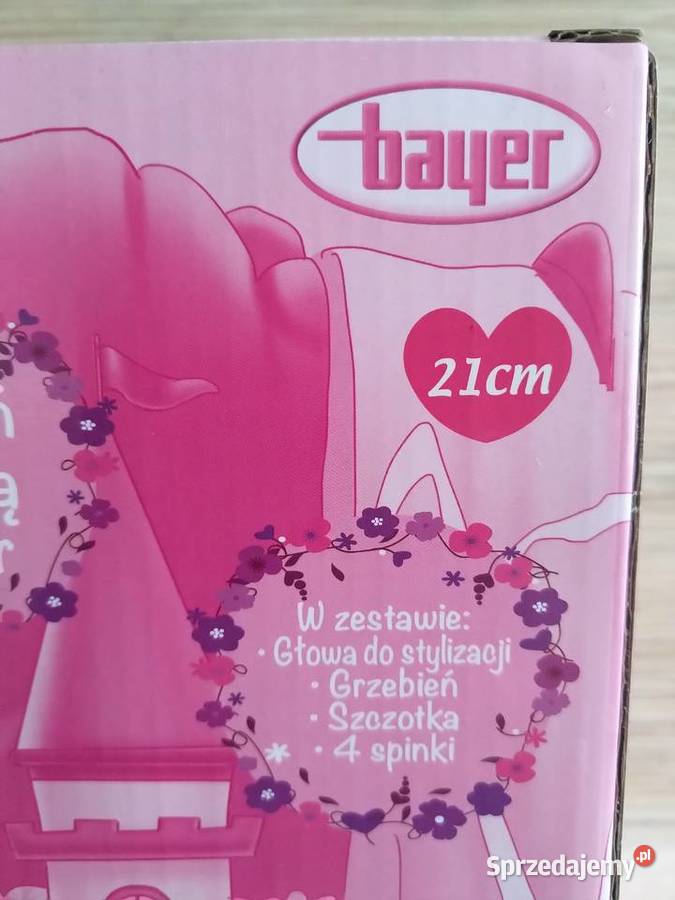 bayer
21cm
W zestawie:
• Głowa do stylizacji
• Grzebień
• Szczotka
• 4 spinki
Sprzedajemy.pl